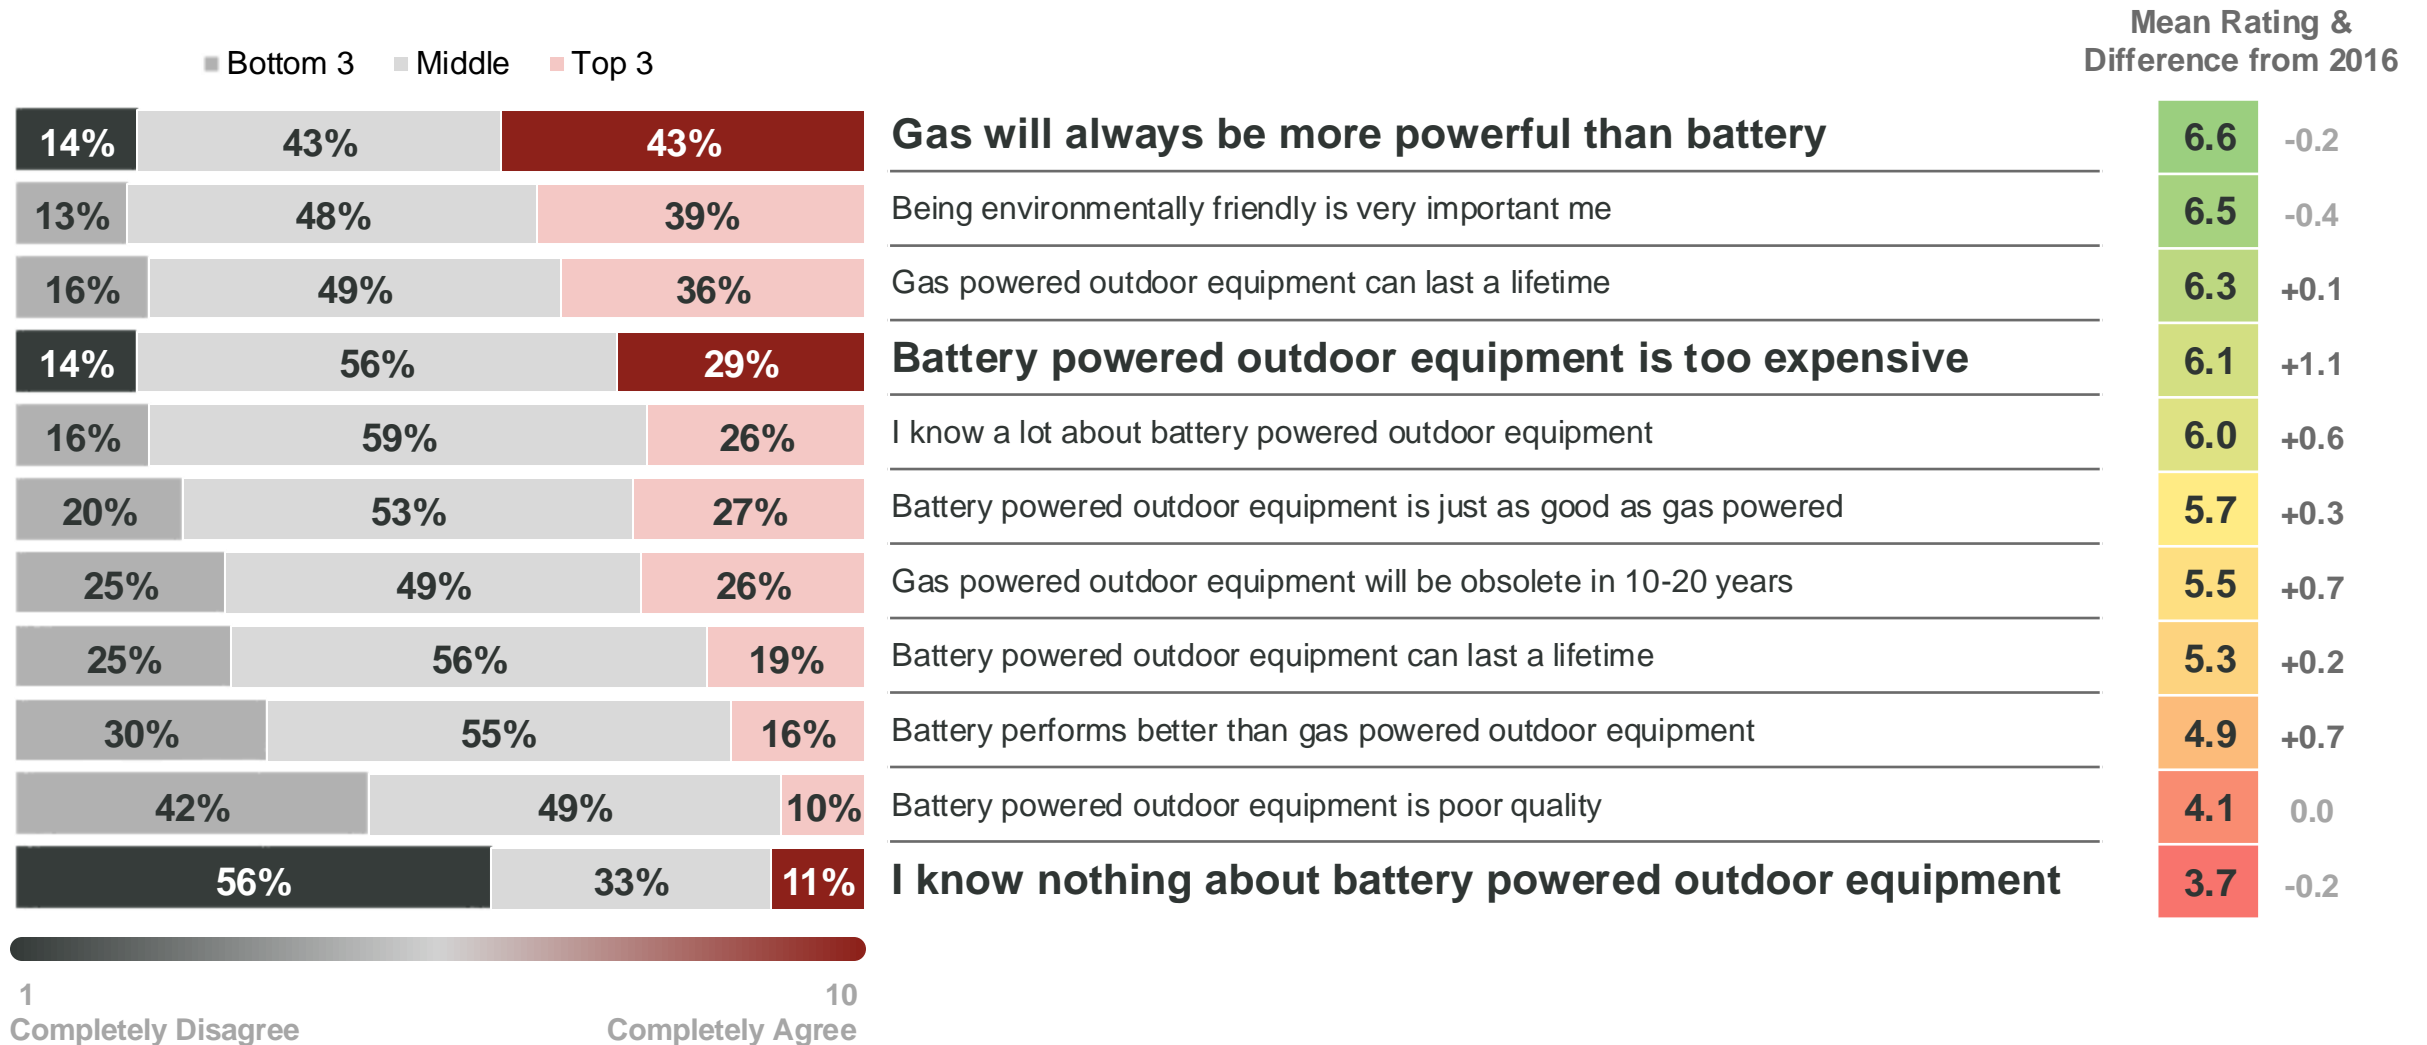 Mean Rating &
Difference from 2016
Bottom 3 Middle Top 3
14% 43% 43% Gas will always be more powerful than battery 6.6 -0.2
13% 48% 39% Being environmentally friendly is very important me 6.5 -0.4
16% 49% 36% Gas powered outdoor equipment can last a lifetime 6.3 +0.1
14% 56% 29% Battery powered outdoor equipment is too expensive 6.1 +1.1
16% 59% 26% I know a lot about battery powered outdoor equipment 6.0 +0.6
20% 53% 27% Battery powered outdoor equipment is just as good as gas powered 5.7 +0.3
25% 49% 26% Gas powered outdoor equipment will be obsolete in 10-20 years 5.5 +0.7
25% 56% 19% Battery powered outdoor equipment can last a lifetime 5.3 +0.2
30% 55% 16% Battery performs better than gas powered outdoor equipment 4.9 +0.7
42% 49% 10% Battery powered outdoor equipment is poor quality 4.1 0.0
56% 33% 11% I know nothing about battery powered outdoor equipment 3.7 -0.2
1 10
Completely Disagree Completely Agree